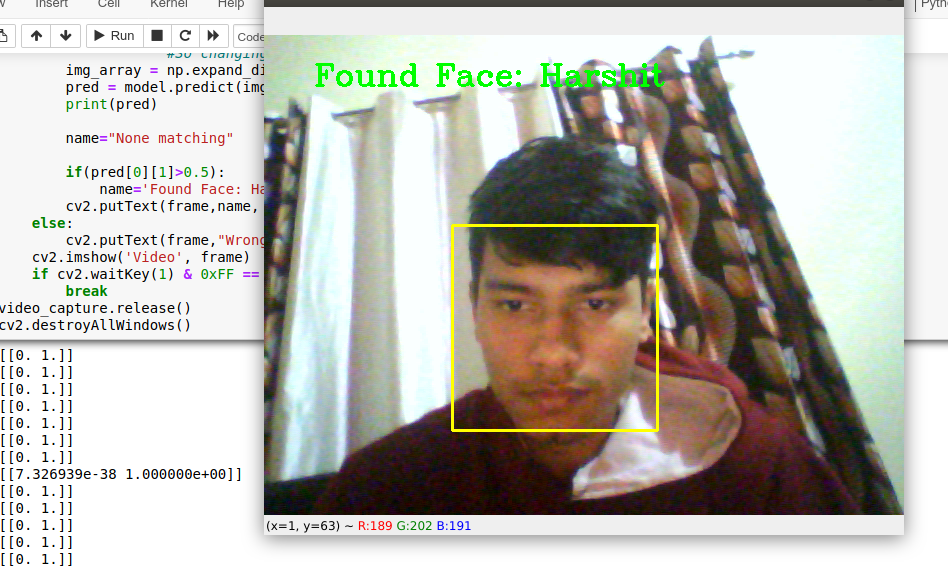 Insert Cell Kernel Help
Run
Code
#So changing
img_array = np.expand_di
pred = model.predict(img
print(pred)
name="None matching"
if(pred[0][1]>0.5):
name='Found Face: Ha
cv2.putText(frame,name,
else:
cv2.putText(frame,"Wrong
cv2.imshow('Video', frame)
if cv2.waitKey(1) & 0xFF ==
break
video_capture.release()
cv2.destroyAllWindows()
[[0. 1.]]
[[0. 1.]]
[[0. 1.]]
[[0. 1.]]
[[0. 1.]]
[[0. 1.]]
[[0. 1.]]
[[7.326939e-38 1.000000e+00]]
[[0. 1.]]
[[0. 1.]]
[[0. 1.]]
[[0. 1.]]
[[0. 1.]]
Found Face: Harshit
(x=1, y=63) ~ R:189 G:202 B:191